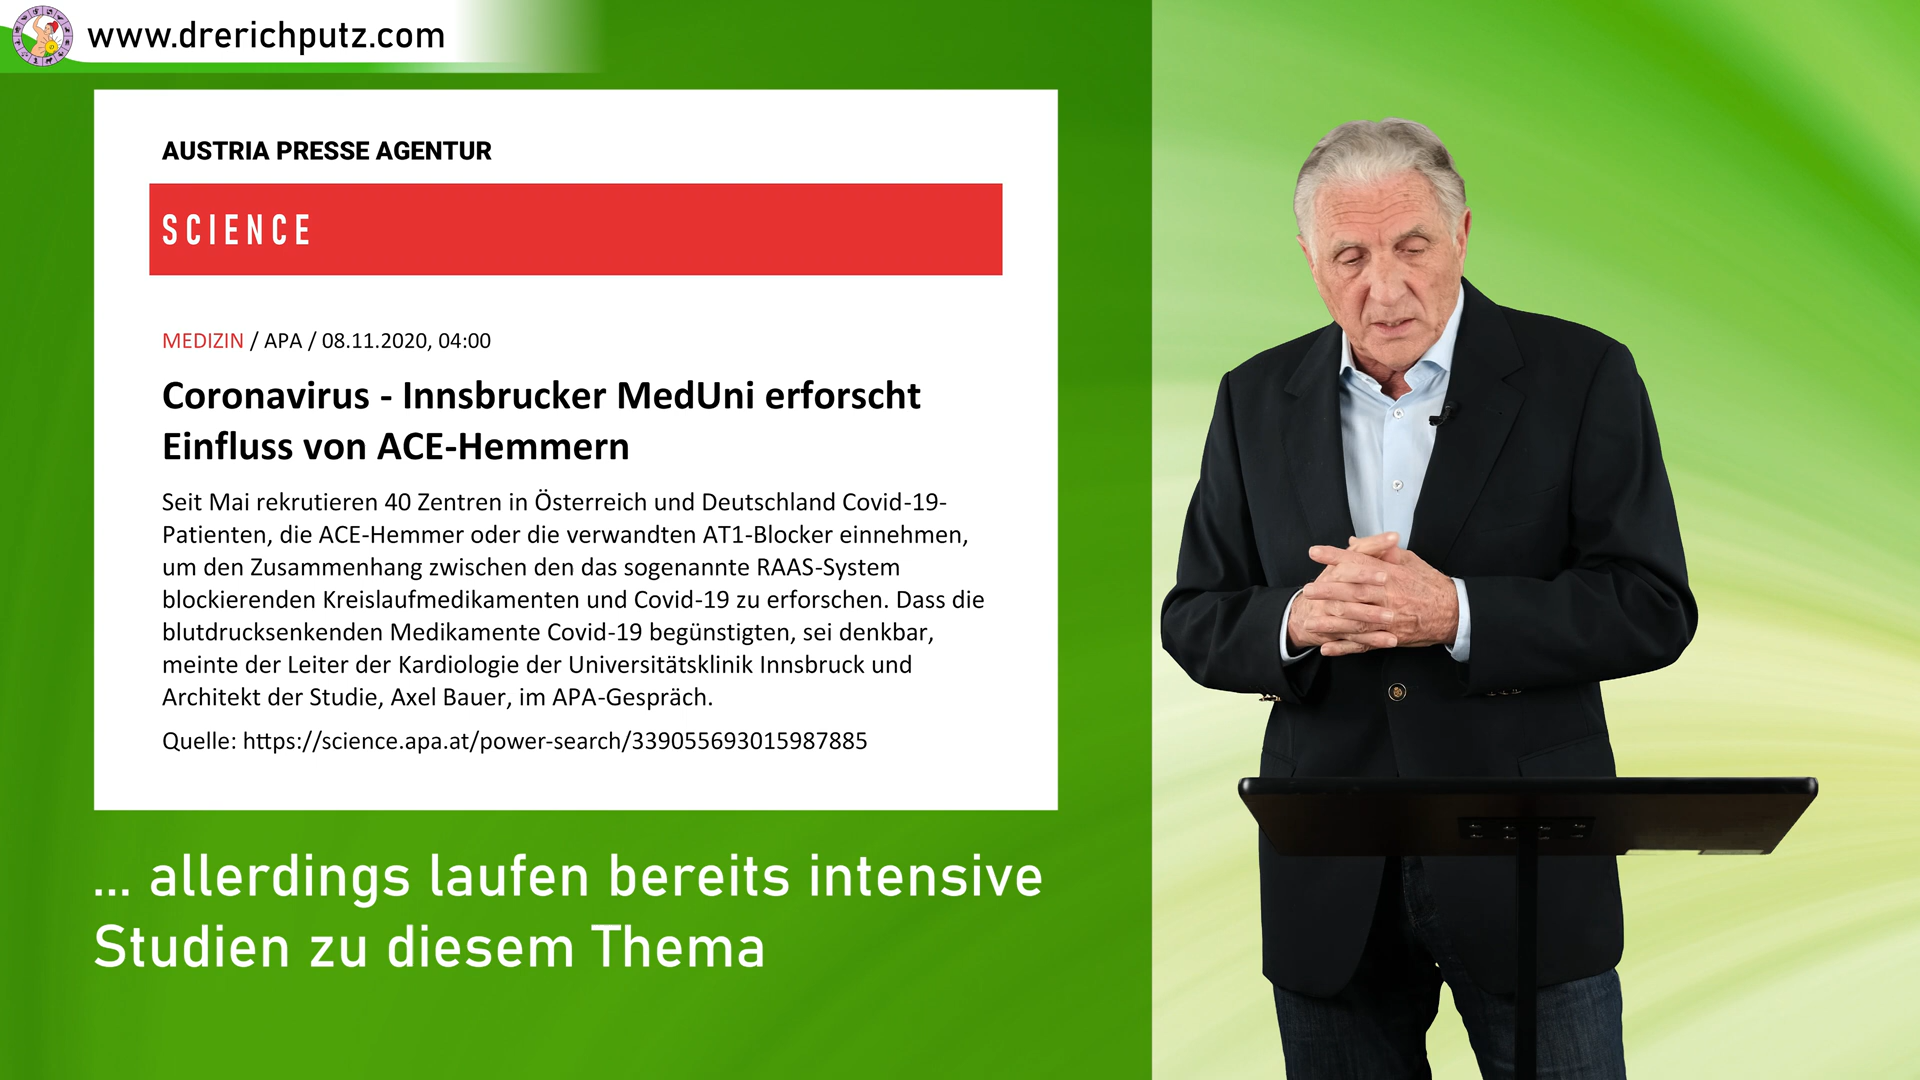 www.drerichputz.com
AUSTRIA PRESSE AGENTUR
SCIENCE
MEDIZIN / APA / 08.11.2020, 04:00
Coronavirus - Innsbrucker MedUni erforscht
Einfluss von ACE-Hemmern
Seit Mai rekrutieren 40 Zentren in Österreich und Deutschland Covid-19-
Patienten, die ACE-Hemmer oder die verwandten AT1-Blocker einnehmen,
um den Zusammenhang zwischen den das sogenannte RAAS-System
blockierenden Kreislaufmedikamenten und Covid-19 zu erforschen. Dass die
blutdrucksenkenden Medikamente Covid-19 begünstigten, sei denkbar,
meinte der Leiter der Kardiologie der Universitätsklinik Innsbruck und
Architekt der Studie, Axel Bauer, im APA-Gespräch.
Quelle: https://science.apa.at/power-search/339055693015987885
... allerdings laufen bereits intensive
Studien zu diesem Thema